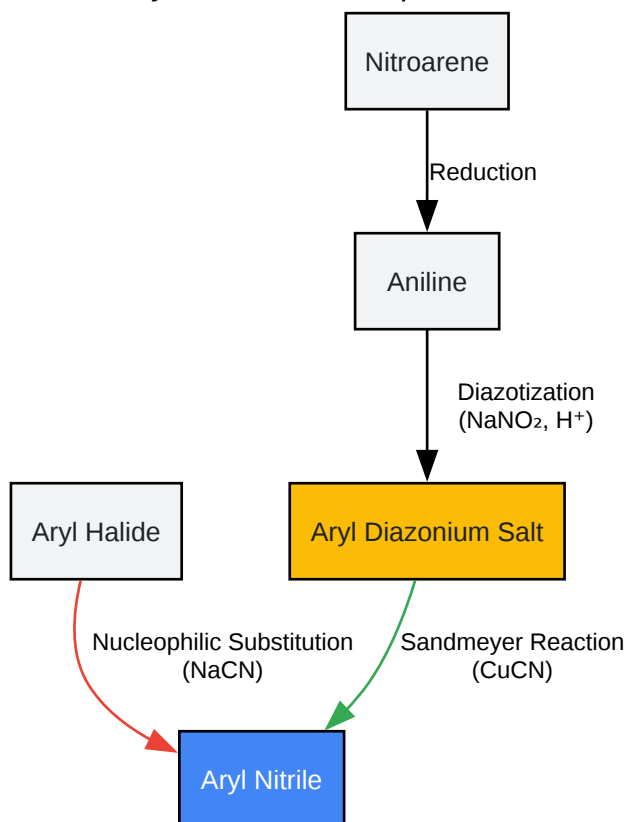 Nitroarene
Reduction
Aniline
Diazotization
(NaNO₂, H⁺)
Aryl Halide
Aryl Diazonium Salt
Nucleophilic Substitution
(NaCN)
Sandmeyer Reaction
(CuCN)
Aryl Nitrile